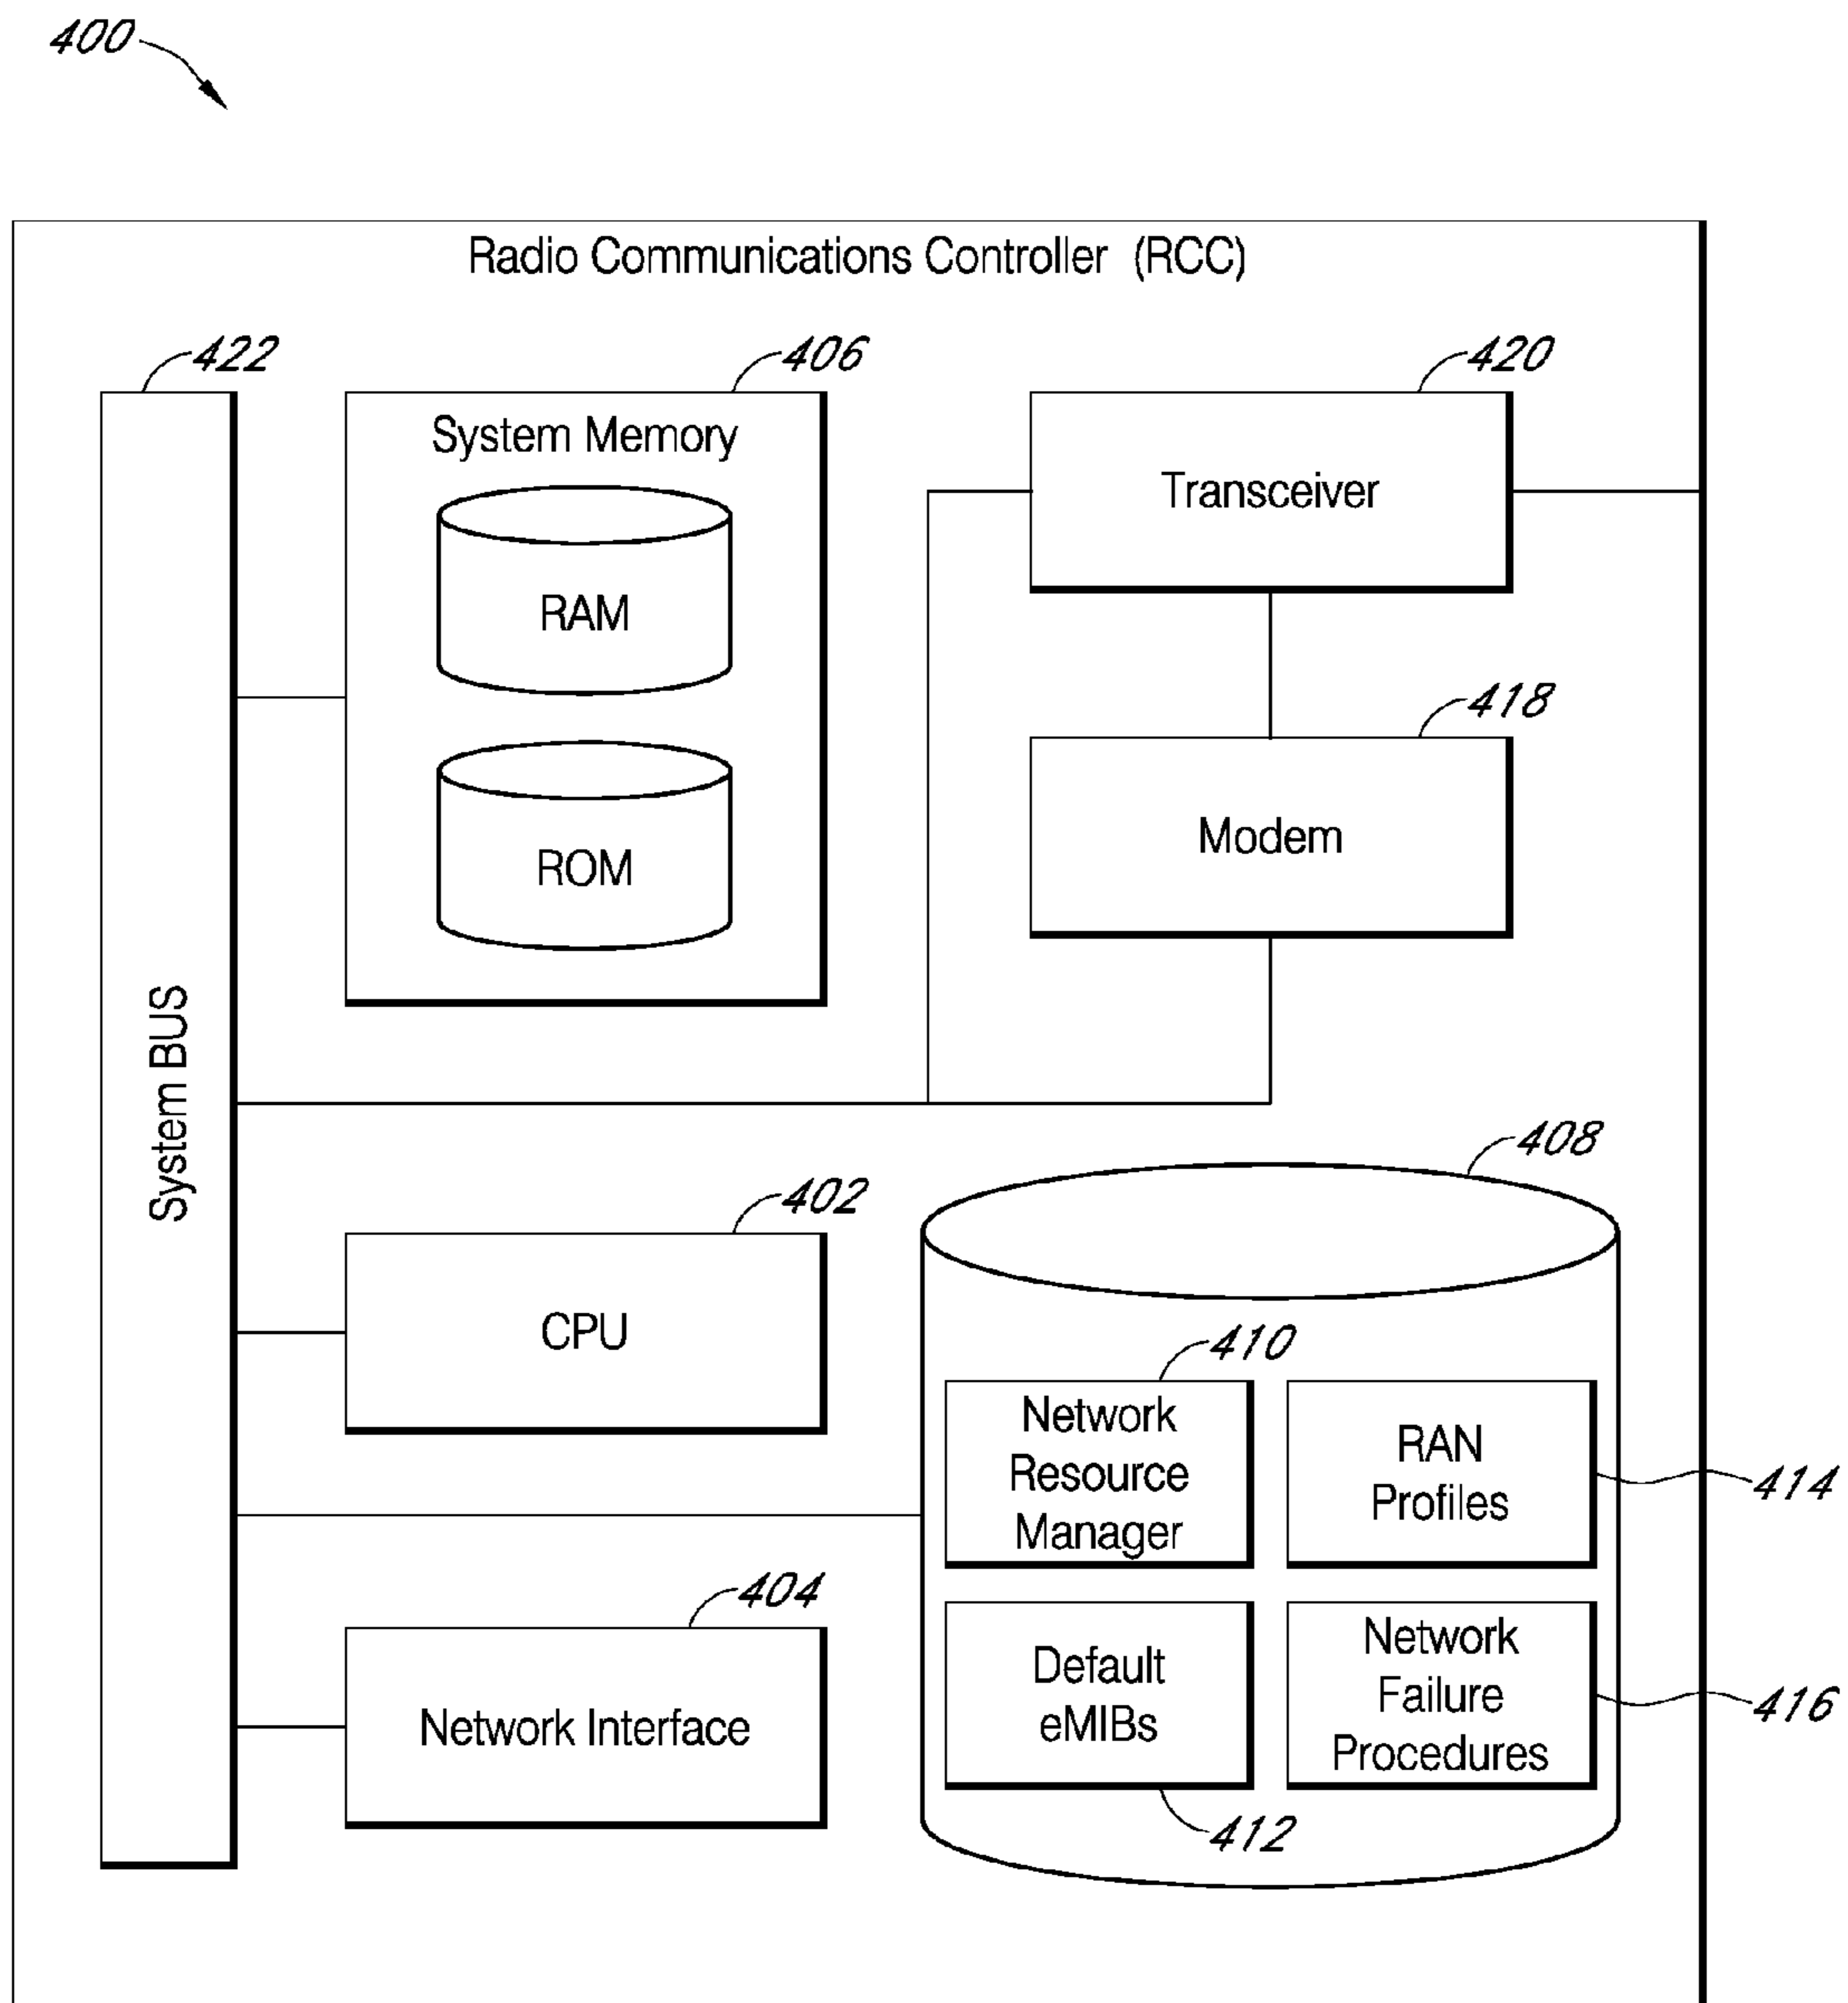 400
Radio Communications Controller (RCC)
422
406
420
System Memory
Transceiver
RAM
418
Modem
ROM
System BUS
408
402
CPU
410
Network
Resource
Manager
RAN
Profiles
414
404
Network Interface
Default
eMIBs
Network
Failure
Procedures
416
412